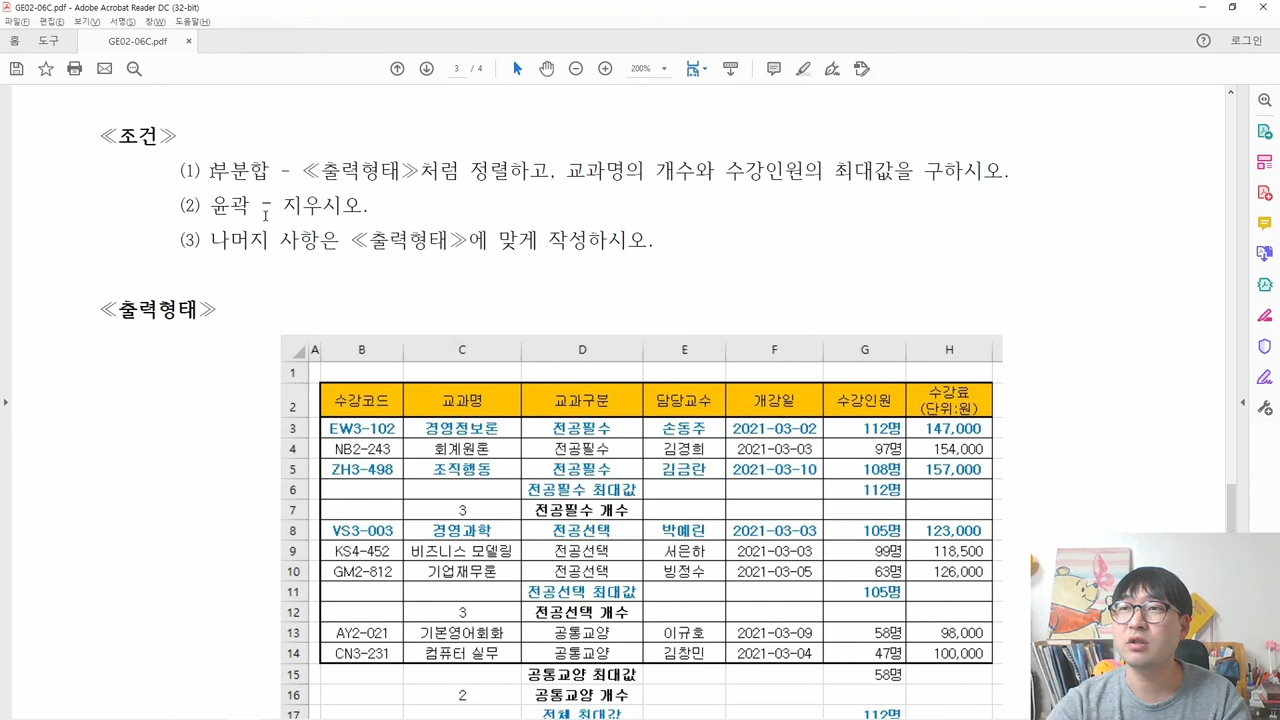 GE02-06C.pdf - Adobe Acrobat Reader DC (32-bit)
파일(F) 편집(E) 보기(V) 서명(S) 창(W) 도움말(H)
홈 도구 GE02-06C.pdf × 로그인
3 / 4 200%
≪조건≫
(1) 부분합 - ≪출력형태≫처럼 정렬하고, 교과명의 개수와 수강인원의 최대값을 구하시오.
(2) 윤곽 - 지우시오.
(3) 나머지 사항은 ≪출력형태≫에 맞게 작성하시오.
≪출력형태≫
A B C D E F G H
1
2 수강코드 교과명 교과구분 담당교수 개강일 수강인원 수강료 (단위:원)
3 EW3-102 경영정보론 전공필수 손동주 2021-03-02 112명 147,000
4 NB2-243 회계원론 전공필수 김경희 2021-03-03 97명 154,000
5 ZH3-498 조직행동 전공필수 김금란 2021-03-10 108명 157,000
6 전공필수 최대값 112명
7 3 전공필수 개수
8 VS3-003 경영과학 전공선택 박예린 2021-03-03 105명 123,000
9 KS4-452 비즈니스 모델링 전공선택 서은하 2021-03-03 99명 118,500
10 GM2-812 기업재무론 전공선택 빙정수 2021-03-05 63명 126,000
11 전공선택 최대값 105명
12 3 전공선택 개수
13 AY2-021 기본영어회화 공통교양 이규호 2021-03-09 58명 98,000
14 CN3-231 컴퓨터 실무 공통교양 김창민 2021-03-04 47명 100,000
15 공통교양 최대값 58명
16 2 공통교양 개수
17 전체 최대값 112명